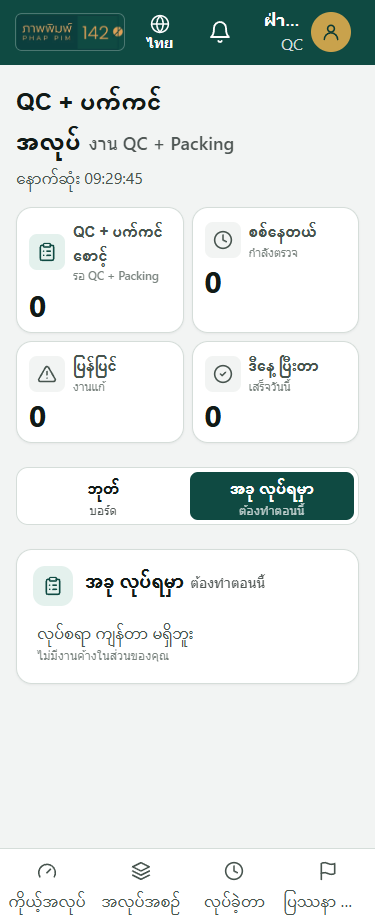 ภาพพิมพ์ 142
PHAP PIM
ไทย
ฝ่า...
QC
QC + ပက်ကင်
အလုပ် งาน QC + Packing
နောက်ဆုံး 09:29:45
QC + ပက်ကင်
စောင့်
รอ QC + Packing
0
စစ်နေတယ်
กำลังตรวจ
0
ပြန်ပြင်
งานแก้
0
ဒီနေ့ ပြီးတာ
เสร็จวันนี้
0
ဘုတ်
บอร์ด
အခု လုပ်ရမှာ
ต้องทำตอนนี้
အခု လုပ်ရမှာ ต้องทำตอนนี้
လုပ်စရာ ကျန်တာ မရှိဘူး
ไม่มีงานค้างในส่วนของคุณ
ကိုယ့်အလုပ်
အလုပ်အစဉ်
လုပ်ခဲ့တာ
ပြဿနာ ...